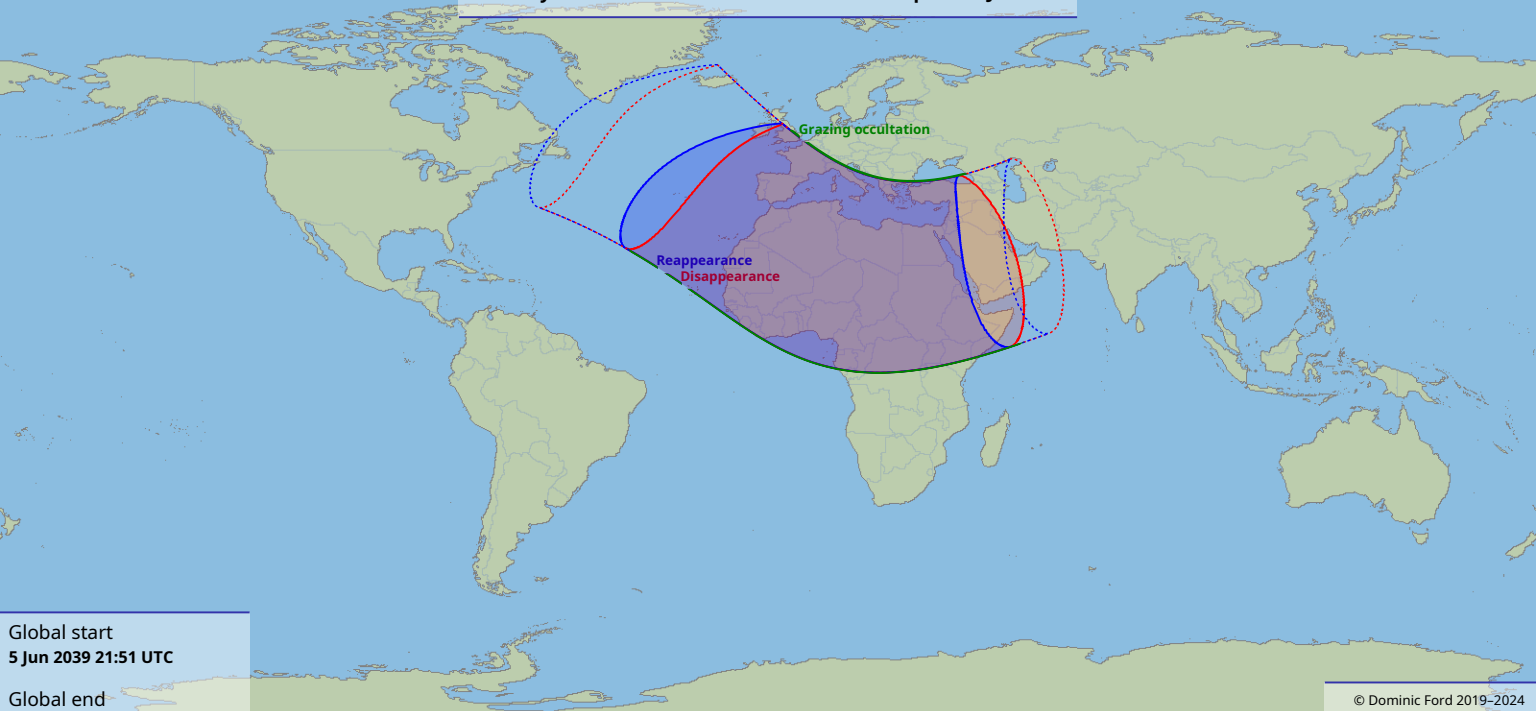 Grazing occultation
Reappearance
Disappearance
Global start
5 Jun 2039 21:51 UTC
Global end
© Dominic Ford 2019–2024